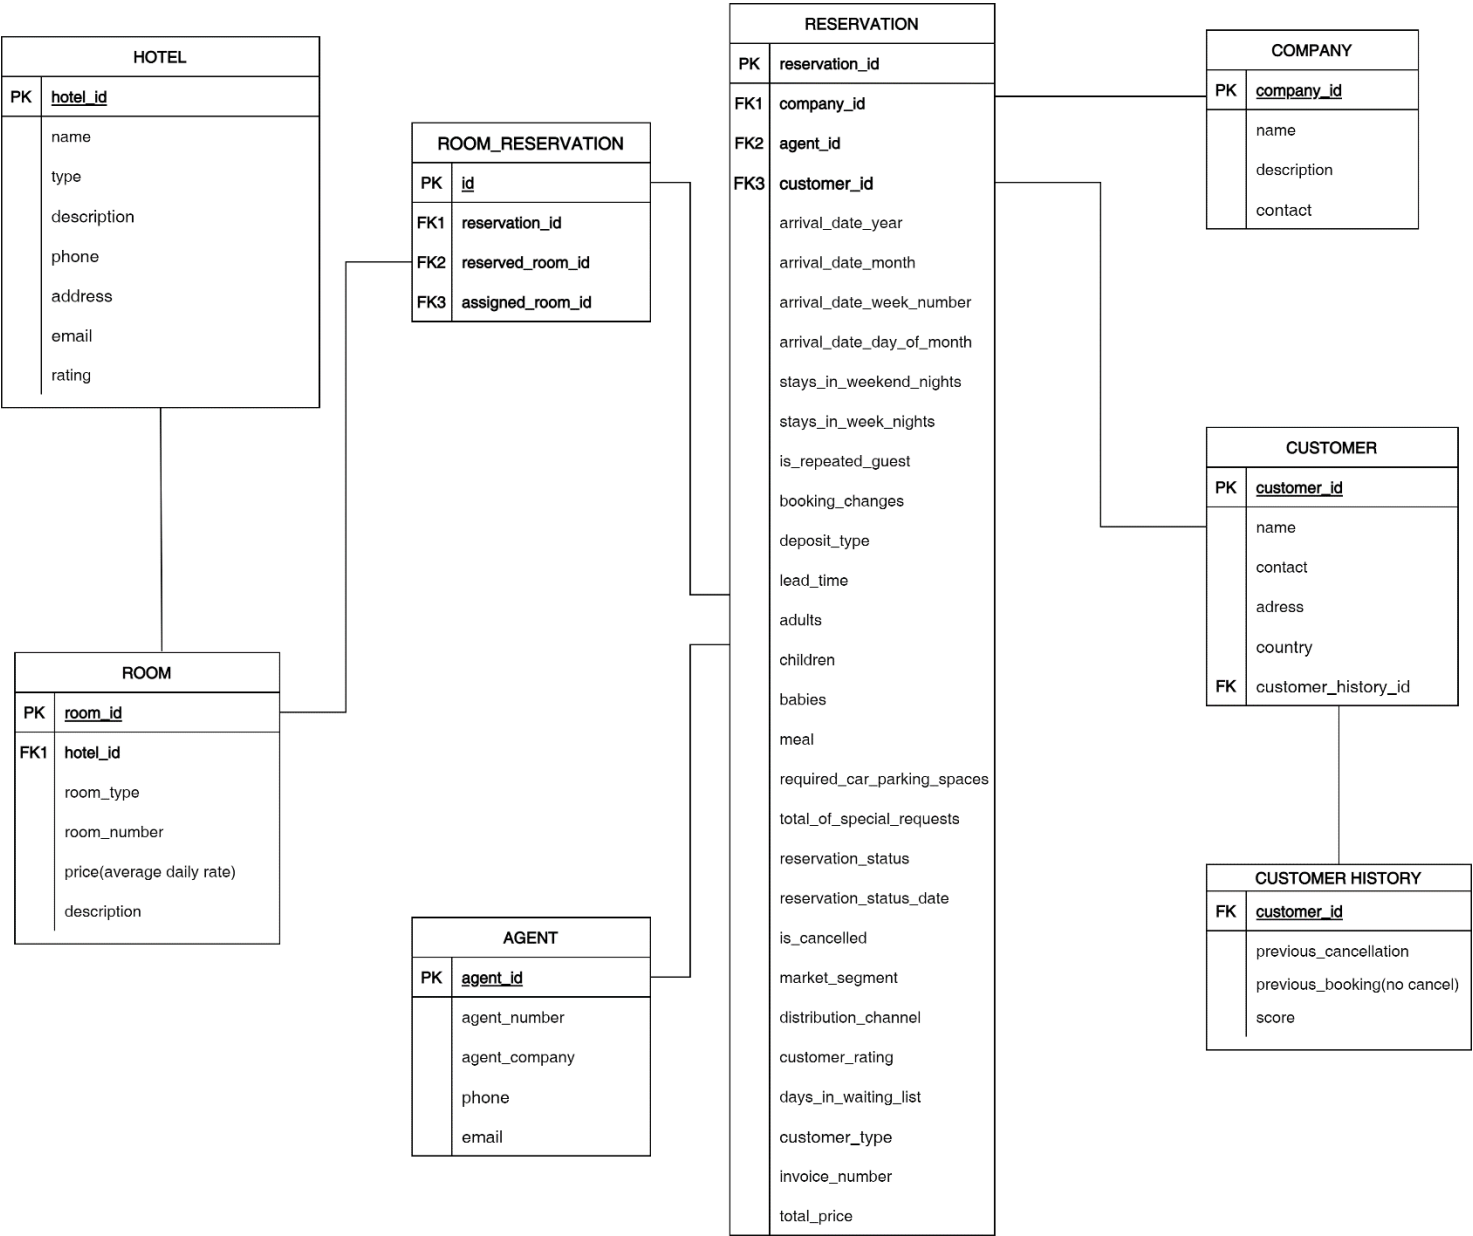 HOTEL
PK hotel_id
name
type
description
phone
address
email
rating
ROOM_RESERVATION
PK id
FK1 reservation_id
FK2 reserved_room_id
FK3 assigned_room_id
RESERVATION
PK reservation_id
FK1 company_id
FK2 agent_id
FK3 customer_id
arrival_date_year
arrival_date_month
arrival_date_week_number
arrival_date_day_of_month
stays_in_weekend_nights
stays_in_week_nights
is_repeated_guest
booking_changes
deposit_type
lead_time
adults
children
babies
meal
required_car_parking_spaces
total_of_special_requests
reservation_status
reservation_status_date
is_cancelled
market_segment
distribution_channel
customer_rating
days_in_waiting_list
customer_type
invoice_number
total_price
COMPANY
PK company_id
name
description
contact
CUSTOMER
PK customer_id
name
contact
adress
country
FK customer_history_id
ROOM
PK room_id
FK1 hotel_id
room_type
room_number
price(average daily rate)
description
AGENT
PK agent_id
agent_number
agent_company
phone
email
CUSTOMER HISTORY
FK customer_id
previous_cancellation
previous_booking(no cancel)
score